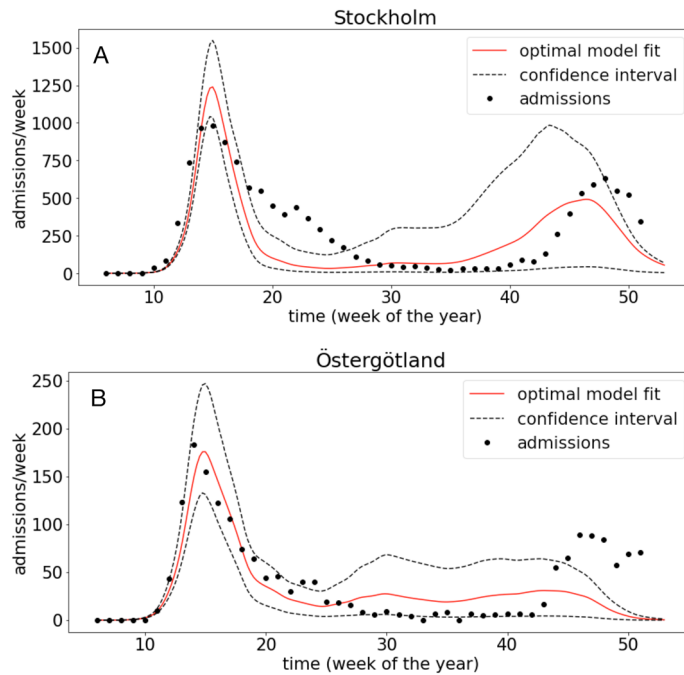 Stockholm
A
optimal model fit
confidence interval
admissions
1500
1250
1000
750
500
250
0
admissions/week
10 20 30 40 50
time (week of the year)
Östergötland
B
optimal model fit
confidence interval
admissions
250
200
150
100
50
0
admissions/week
10 20 30 40 50
time (week of the year)